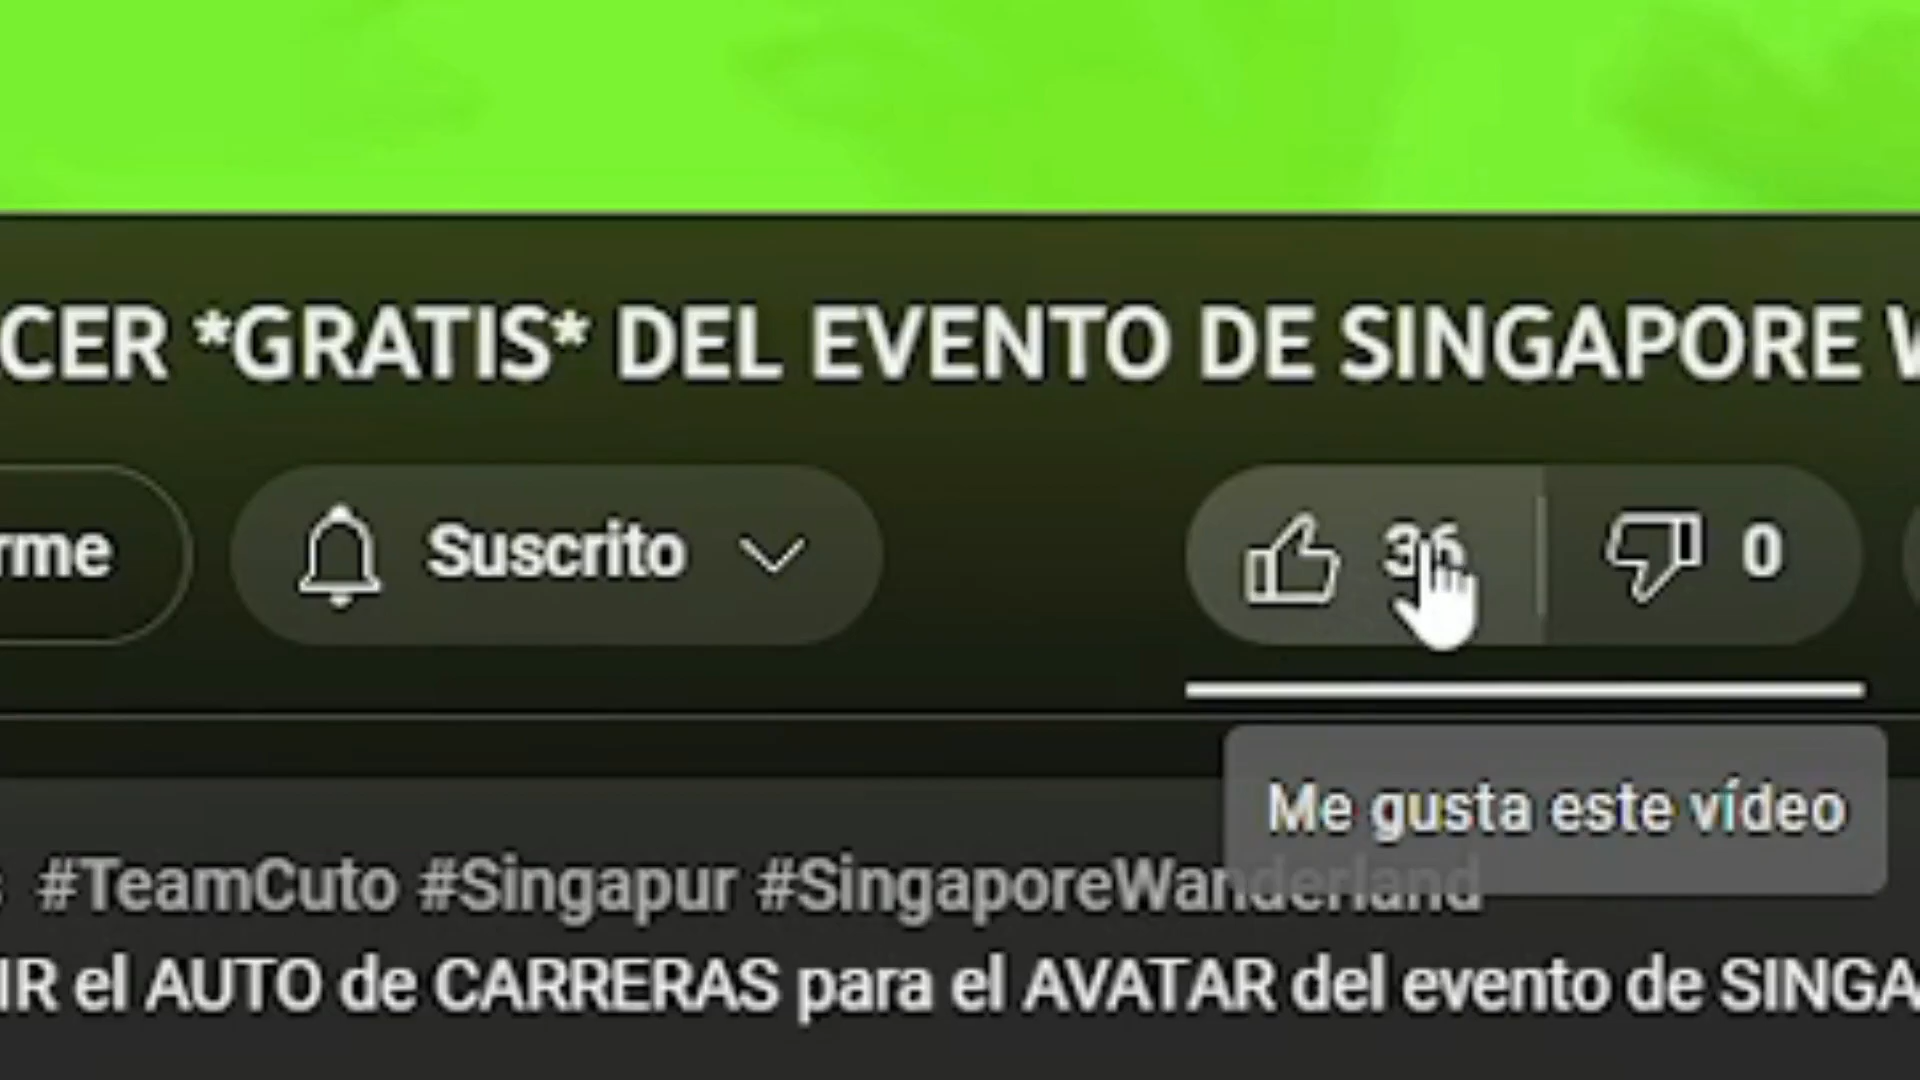 CER *GRATIS* DEL EVENTO DE SINGAPORE W
rme Suscrito 36 0
Me gusta este vídeo
#TeamCuto #Singapur #SingaporeWanderland
IR el AUTO de CARRERAS para el AVATAR del evento de SINGA